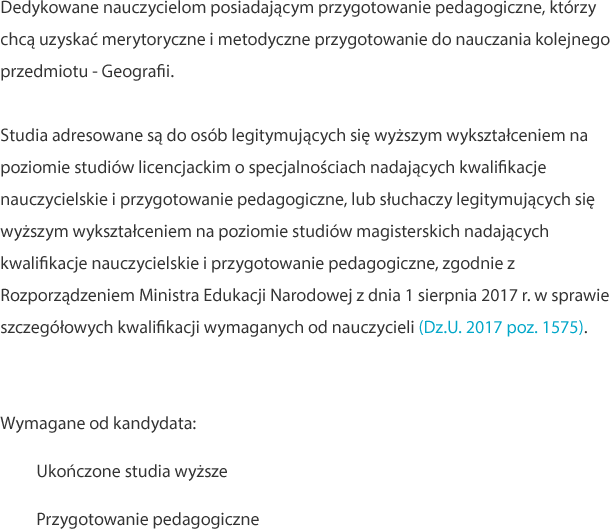 Dedykowane nauczycielom posiadającym przygotowanie pedagogiczne, którzy
chcą uzyskać merytoryczne i metodyczne przygotowanie do nauczania kolejnego
przedmiotu - Geografii.
Studia adresowane są do osób legitymujących się wyższym wykształceniem na
poziomie studiów licencjackim o specjalnościach nadających kwalifikacje
nauczycielskie i przygotowanie pedagogiczne, lub słuchaczy legitymujących się
wyższym wykształceniem na poziomie studiów magisterskich nadających
kwalifikacje nauczycielskie i przygotowanie pedagogiczne, zgodnie z
Rozporządzeniem Ministra Edukacji Narodowej z dnia 1 sierpnia 2017 r. w sprawie
szczegółowych kwalifikacji wymaganych od nauczycieli (Dz.U. 2017 poz. 1575).
Wymagane od kandydata:
Ukończone studia wyższe
Przygotowanie pedagogiczne